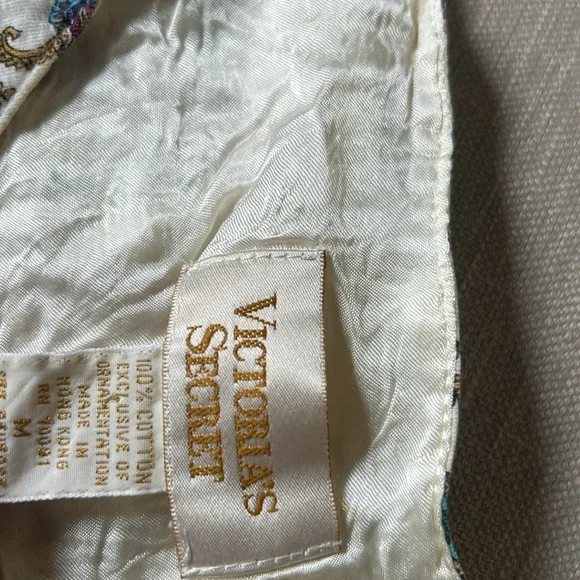 VICTORIA'S
SECRET
100% COTTON
EXCLUSIVE OF
ORNAMENTATION
MADE IN
HONG KONG
RN 70091
M